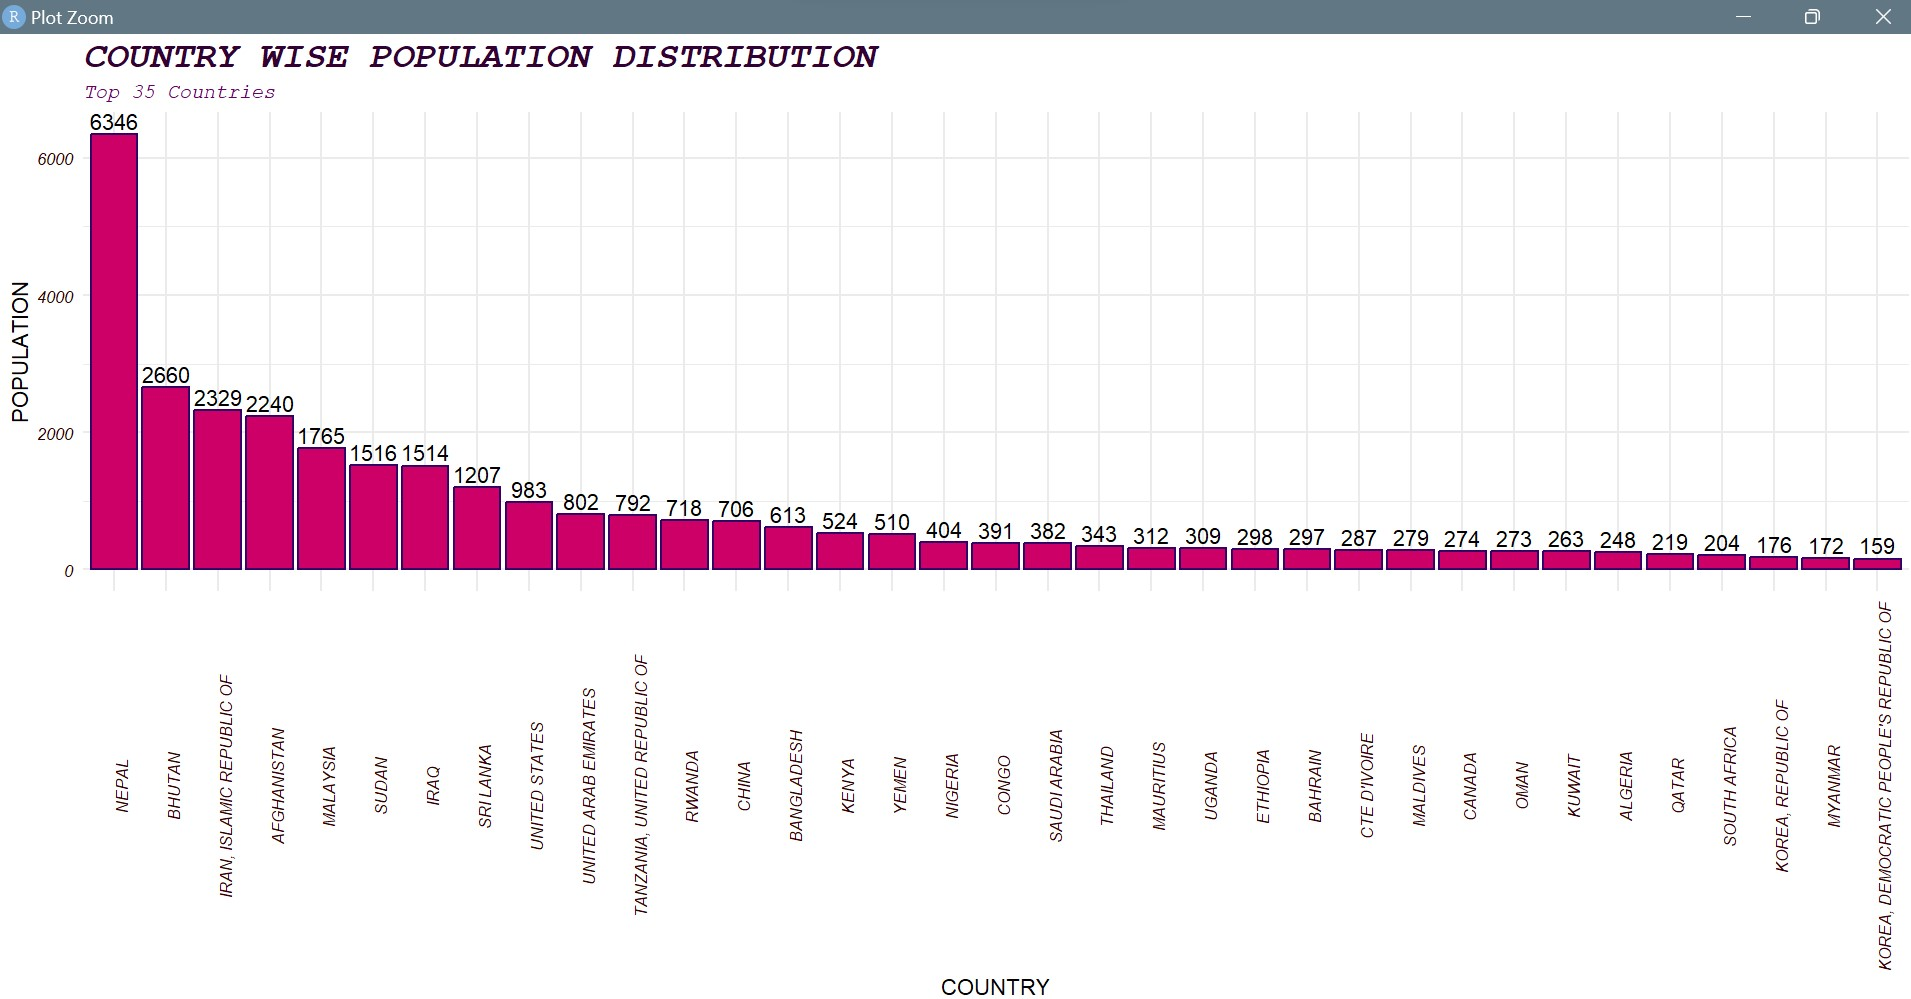 R Plot Zoom
COUNTRY WISE POPULATION DISTRIBUTION
Top 35 Countries
POPULATION
6000
4000
2000
0
6346
2660
2329
2240
1765
1516
1514
1207
983
802
792
718
706
613
524
510
404
391
382
343
312
309
298
297
287
279
274
273
263
248
219
204
176
172
159
NEPAL
BHUTAN
IRAN, ISLAMIC REPUBLIC OF
AFGHANISTAN
MALAYSIA
SUDAN
IRAQ
SRI LANKA
UNITED STATES
UNITED ARAB EMIRATES
TANZANIA, UNITED REPUBLIC OF
RWANDA
CHINA
BANGLADESH
KENYA
YEMEN
NIGERIA
CONGO
SAUDI ARABIA
THAILAND
MAURITIUS
UGANDA
ETHIOPIA
BAHRAIN
CTE D'IVOIRE
MALDIVES
CANADA
OMAN
KUWAIT
ALGERIA
QATAR
SOUTH AFRICA
KOREA, REPUBLIC OF
MYANMAR
KOREA, DEMOCRATIC PEOPLE'S REPUBLIC OF
COUNTRY